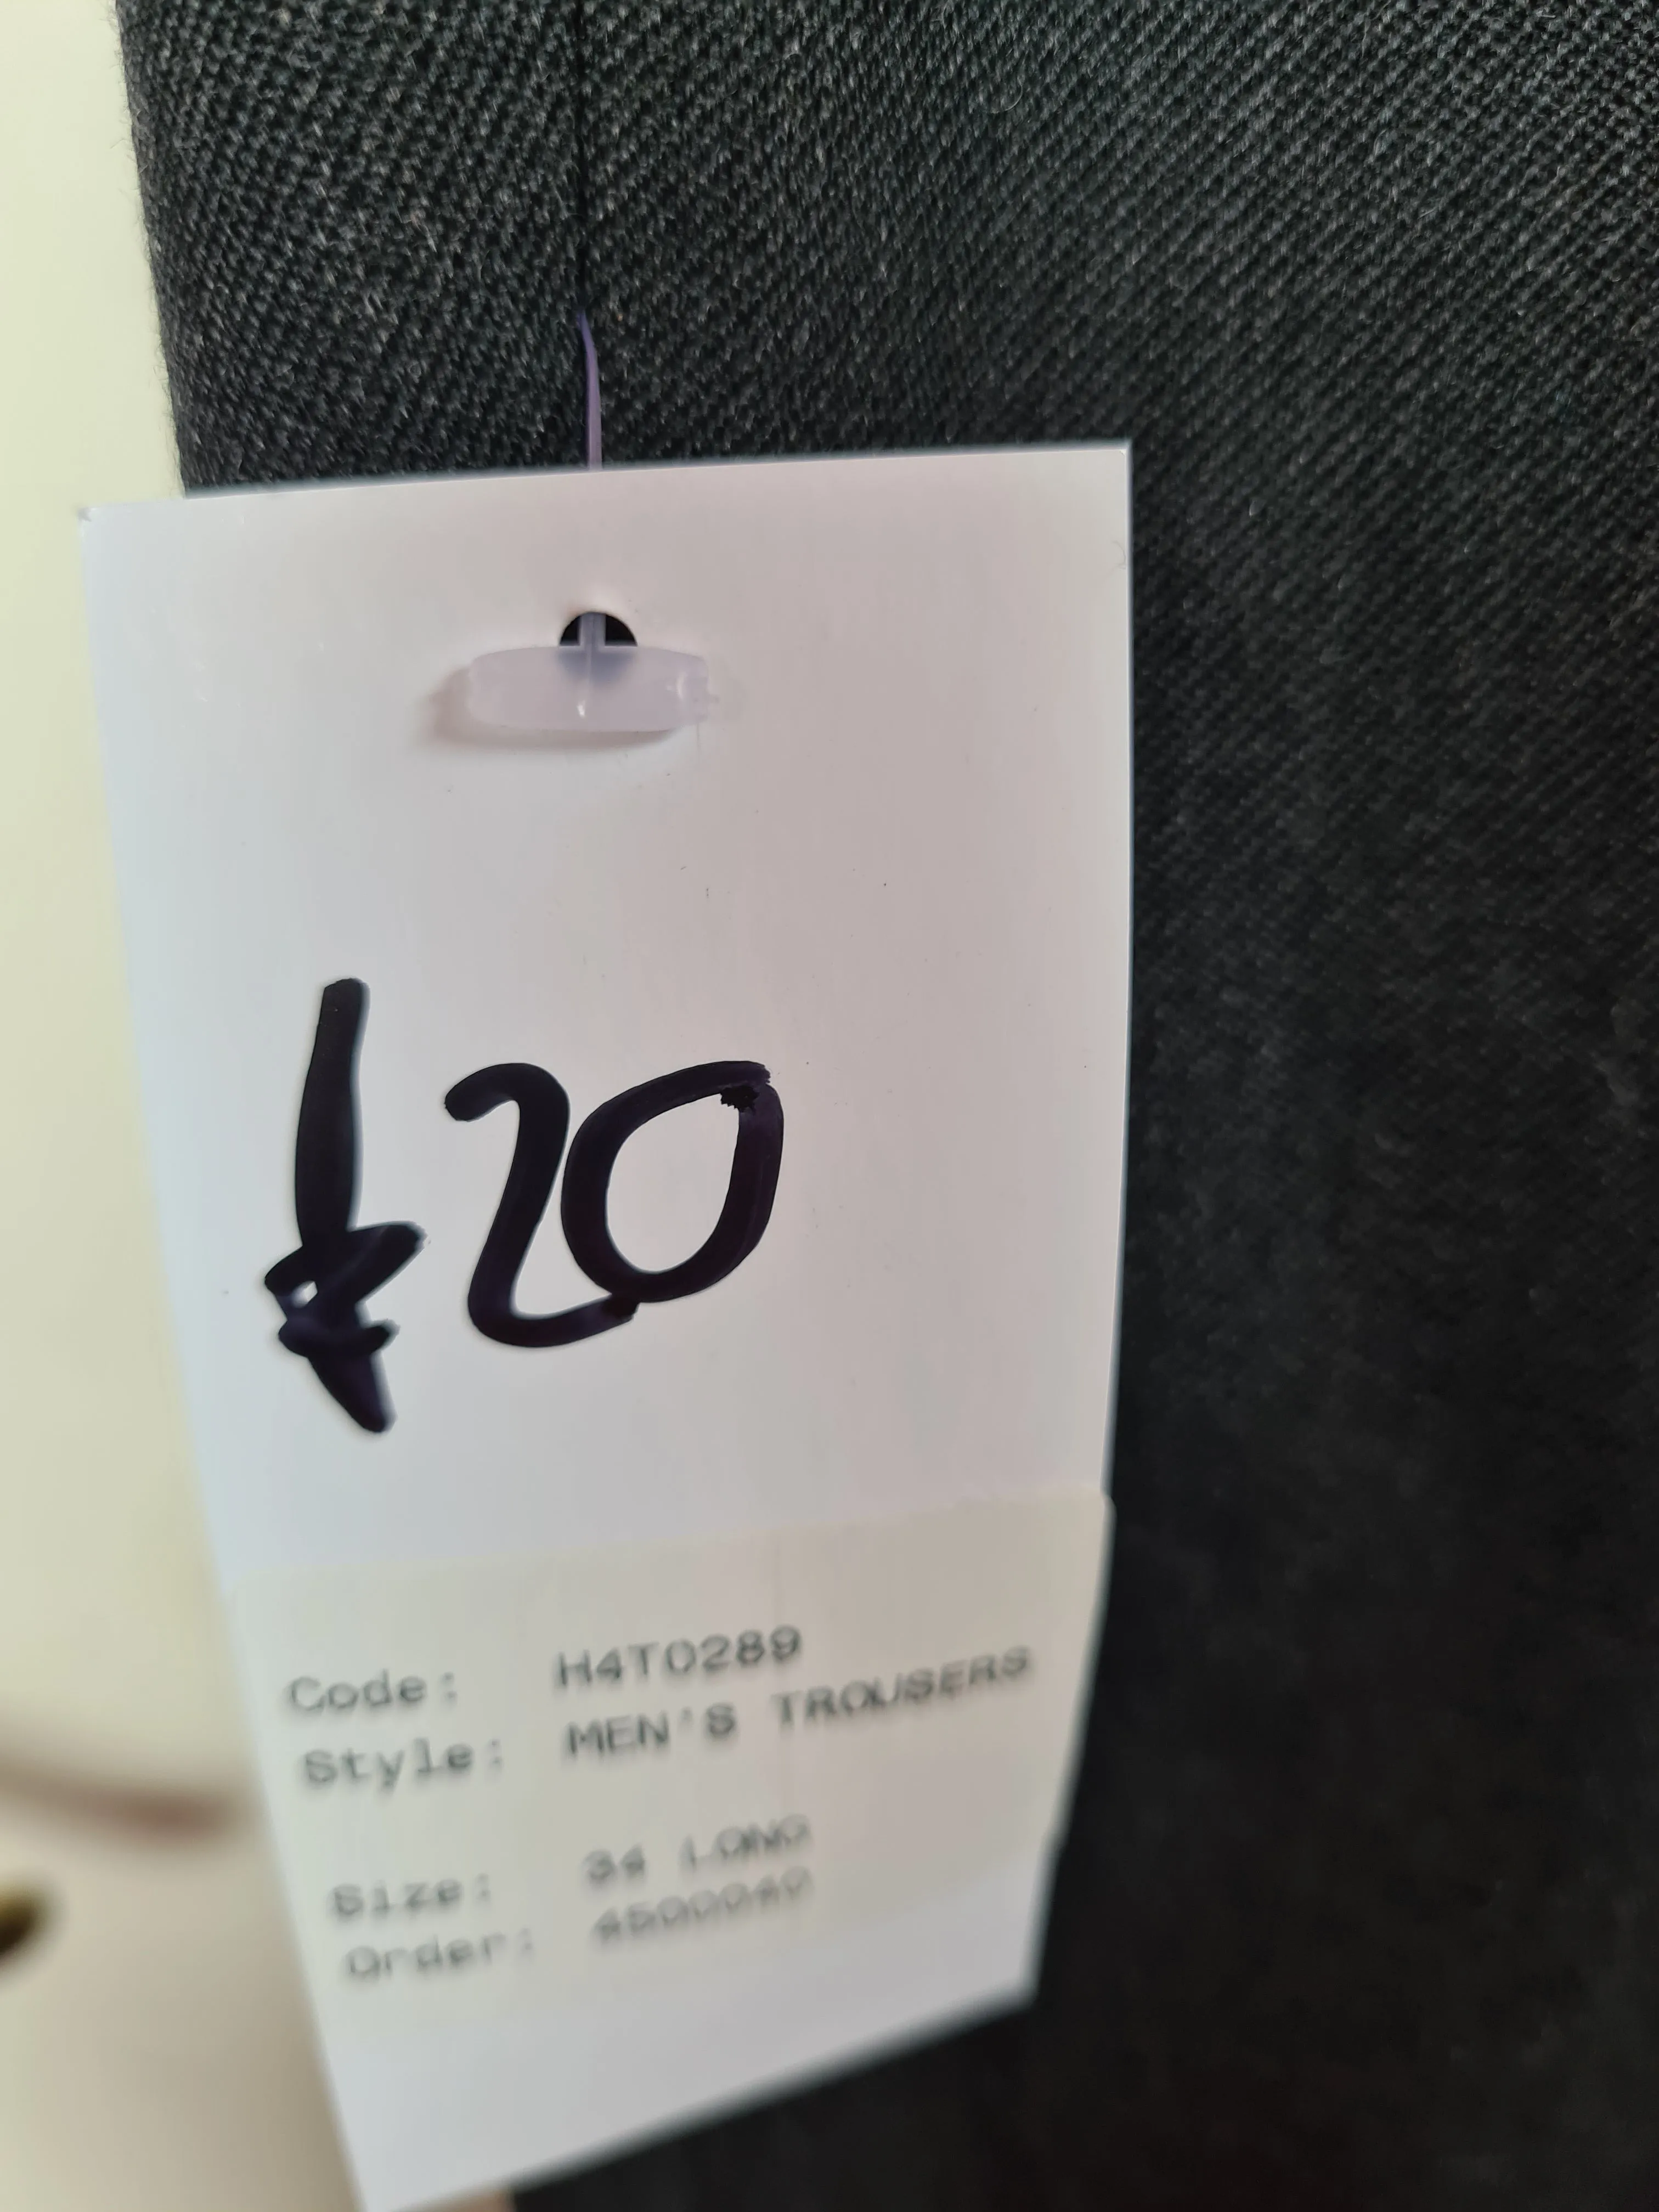 £20
Code: H4T0289
Style: MEN'S TROUSERS
Size: 34 LONG
Order: